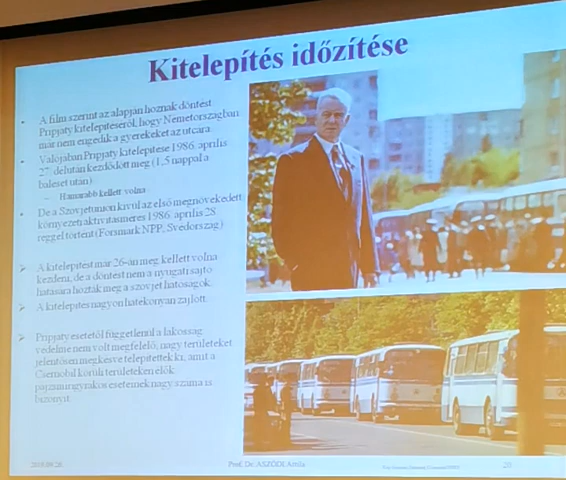 Kitelepítés időzítése
A film szerint az alapján hoznak döntést
Pripjaty kitelepítéséről, hogy Németországban
már nem engedik a gyerekeket az utcára
Valójában Pripjaty kitelepítése 1986. április
27. délután kezdődött meg (1,5 nappal a
baleset után)
– Hamarabb kellett volna
De a Szovjetunión kívül az első megnövekedett
környezeti aktivitásmérés 1986. április 28.
reggel történt (Forsmark NPP, Svédország)
A kitelepítést már 26-án meg kellett volna
kezdeni, de a döntést nem a nyugati sajtó
hatására hozták meg a szovjet hatóságok.
A kitelepítés nagyon hatékonyan zajlott.
Pripjaty esetétől függetlenül a lakosság
védelme nem volt megfelelő, nagy területeket
jelentősen megkésve telepítettek ki, amit a
Csernobil körüli területeken élők
pajzsmirigyrákos eseteinek nagy száma is
bizonyít.
Prof. Dr. ASZÓDI Attila
20